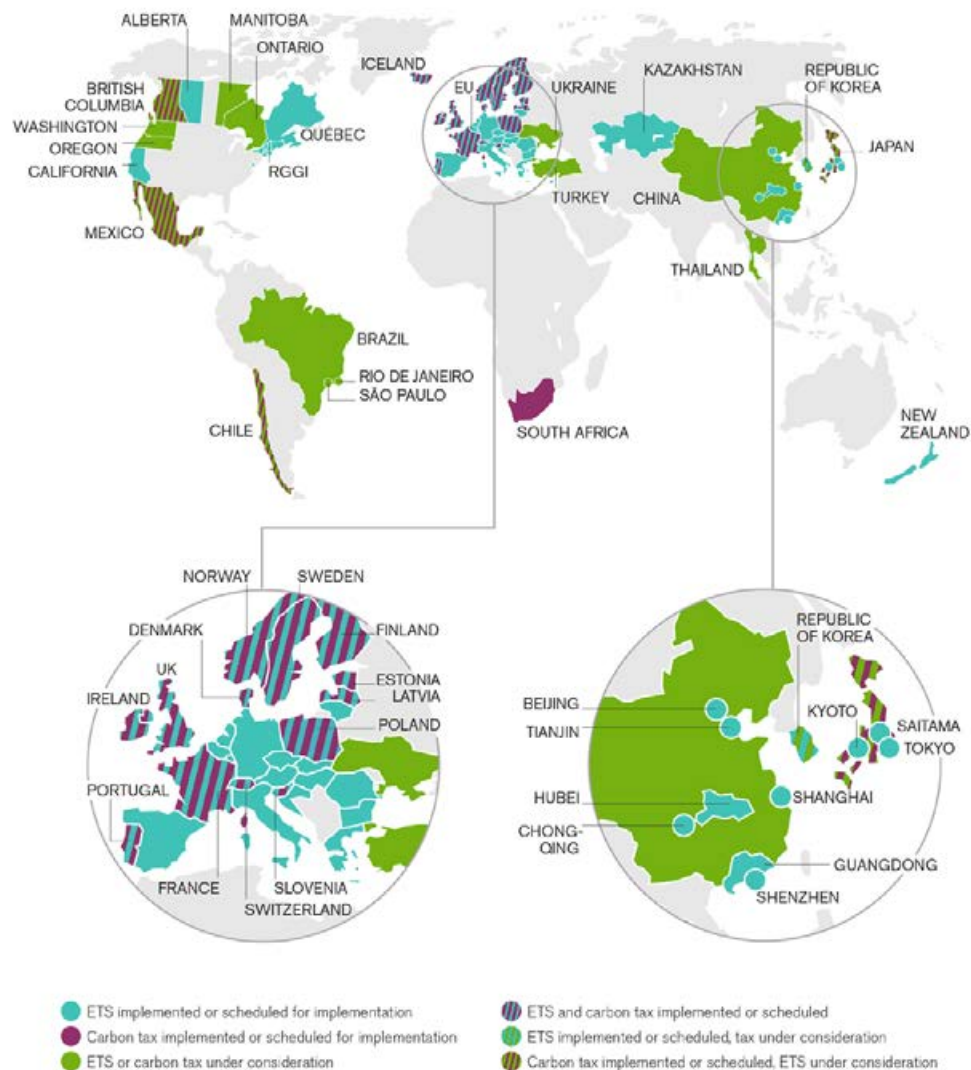 ALBERTA
MANITOBA
ONTARIO
BRITISH
COLUMBIA
WASHINGTON
OREGON
CALIFORNIA
QUÉBEC
RGGI
MEXICO
ICELAND
EU
UKRAINE
KAZAKHSTAN
REPUBLIC
OF KOREA
JAPAN
TURKEY
CHINA
THAILAND
BRAZIL
RIO DE JANEIRO
SÃO PAULO
CHILE
SOUTH AFRICA
NEW
ZEALAND
NORWAY
SWEDEN
DENMARK
FINLAND
UK
ESTONIA
LATVIA
IRELAND
POLAND
PORTUGAL
FRANCE
SLOVENIA
SWITZERLAND
REPUBLIC
OF KOREA
BEIJING
TIANJIN
KYOTO
SAITAMA
TOKYO
HUBEI
SHANGHAI
CHONG-
QING
GUANGDONG
SHENZHEN
ETS implemented or scheduled for implementation
Carbon tax implemented or scheduled for implementation
ETS or carbon tax under consideration
ETS and carbon tax implemented or scheduled
ETS implemented or scheduled, tax under consideration
Carbon tax implemented or scheduled, ETS under consideration